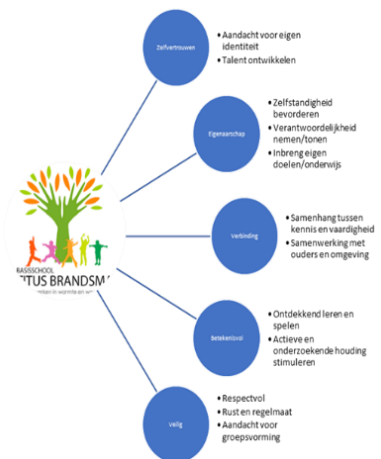 Zelfvertrouwen
• Aandacht voor eigen
identiteit
• Talent ontwikkelen
Eigenaarschap
• Zelfstandigheid
bevorderen
• Verantwoordelijkheid
nemen/tonen
• Inbreng eigen
doelen/onderwijs
BASISSCHOOL
TITUS BRANDSM
Verbinding
• Samenhang tussen
kennis en vaardigheid
• Samenwerking met
ouders en omgeving
Betekenisvol
• Ontdekkend leren en
spelen
• Actieve en
onderzoekende houding
stimuleren
Veilig
• Respectvol
• Rust en regelmaat
• Aandacht voor
groepsvorming